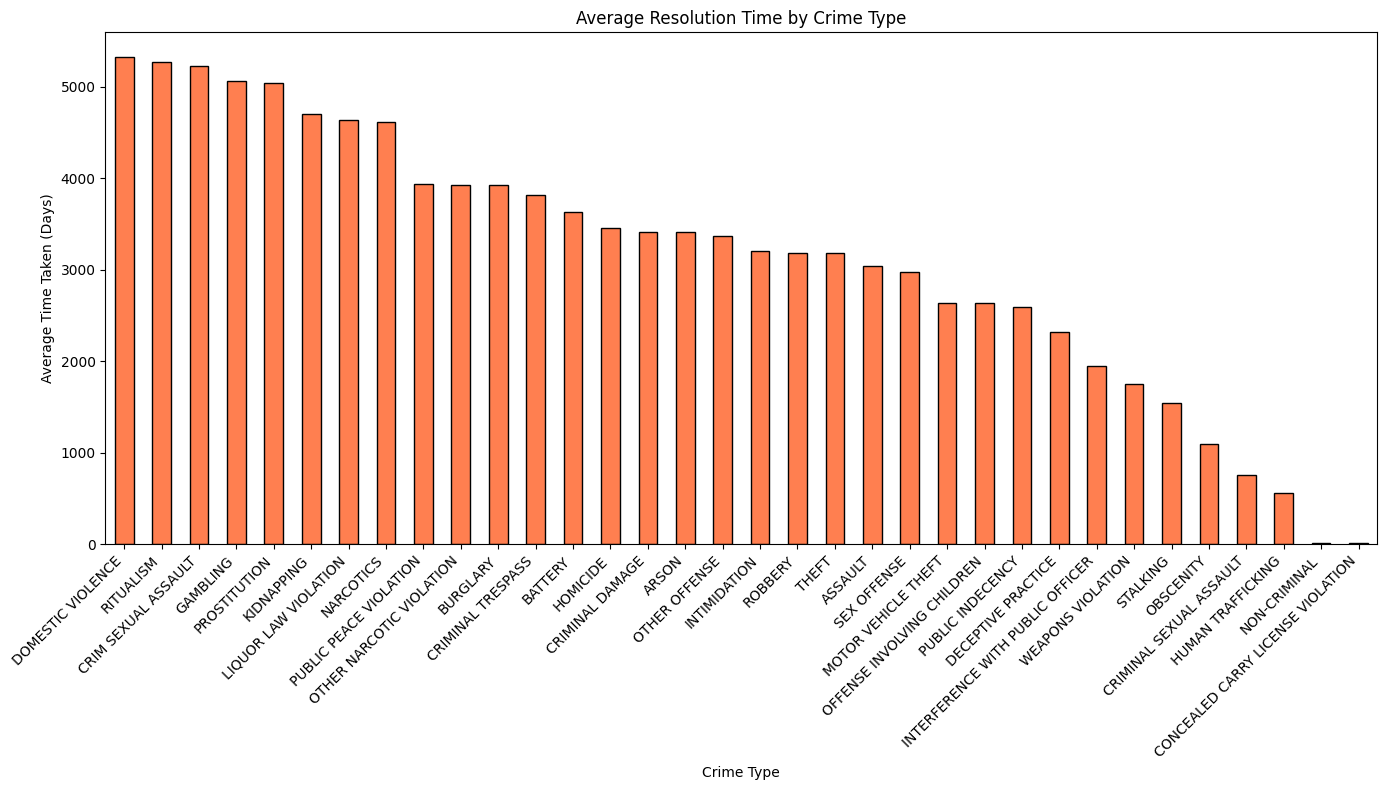 Average Resolution Time by Crime Type
Average Time Taken (Days)
5000
4000
3000
2000
1000
0
DOMESTIC VIOLENCE
RITUALISM
CRIM SEXUAL ASSAULT
GAMBLING
PROSTITUTION
KIDNAPPING
LIQUOR LAW VIOLATION
NARCOTICS
PUBLIC PEACE VIOLATION
OTHER NARCOTIC VIOLATION
BURGLARY
CRIMINAL TRESPASS
BATTERY
HOMICIDE
CRIMINAL DAMAGE
ARSON
OTHER OFFENSE
INTIMIDATION
ROBBERY
THEFT
ASSAULT
SEX OFFENSE
MOTOR VEHICLE THEFT
OFFENSE INVOLVING CHILDREN
PUBLIC INDECENCY
DECEPTIVE PRACTICE
INTERFERENCE WITH PUBLIC OFFICER
WEAPONS VIOLATION
STALKING
OBSCENITY
CRIMINAL SEXUAL ASSAULT
HUMAN TRAFFICKING
NON-CRIMINAL
CONCEALED CARRY LICENSE VIOLATION
Crime Type